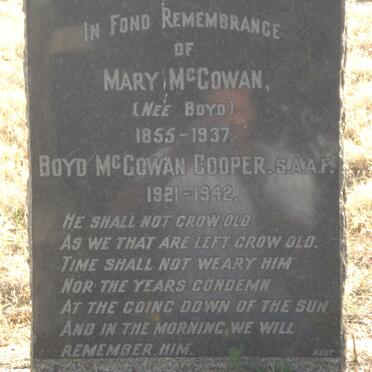 IN FOND REMEMBRANCE
OF
MARY McCOWAN,
(NEE BOYD)
1855-1937.
BOYD McCOWAN COOPER. S.A.A.F.
1921-1942.
HE SHALL NOT GROW OLD
AS WE THAT ARE LEFT GROW OLD.
TIME SHALL NOT WEARY HIM
NOR THE YEARS CONDEMN
AT THE GOING DOWN OF THE SUN
AND IN THE MORNING, WE WILL
REMEMBER HIM.